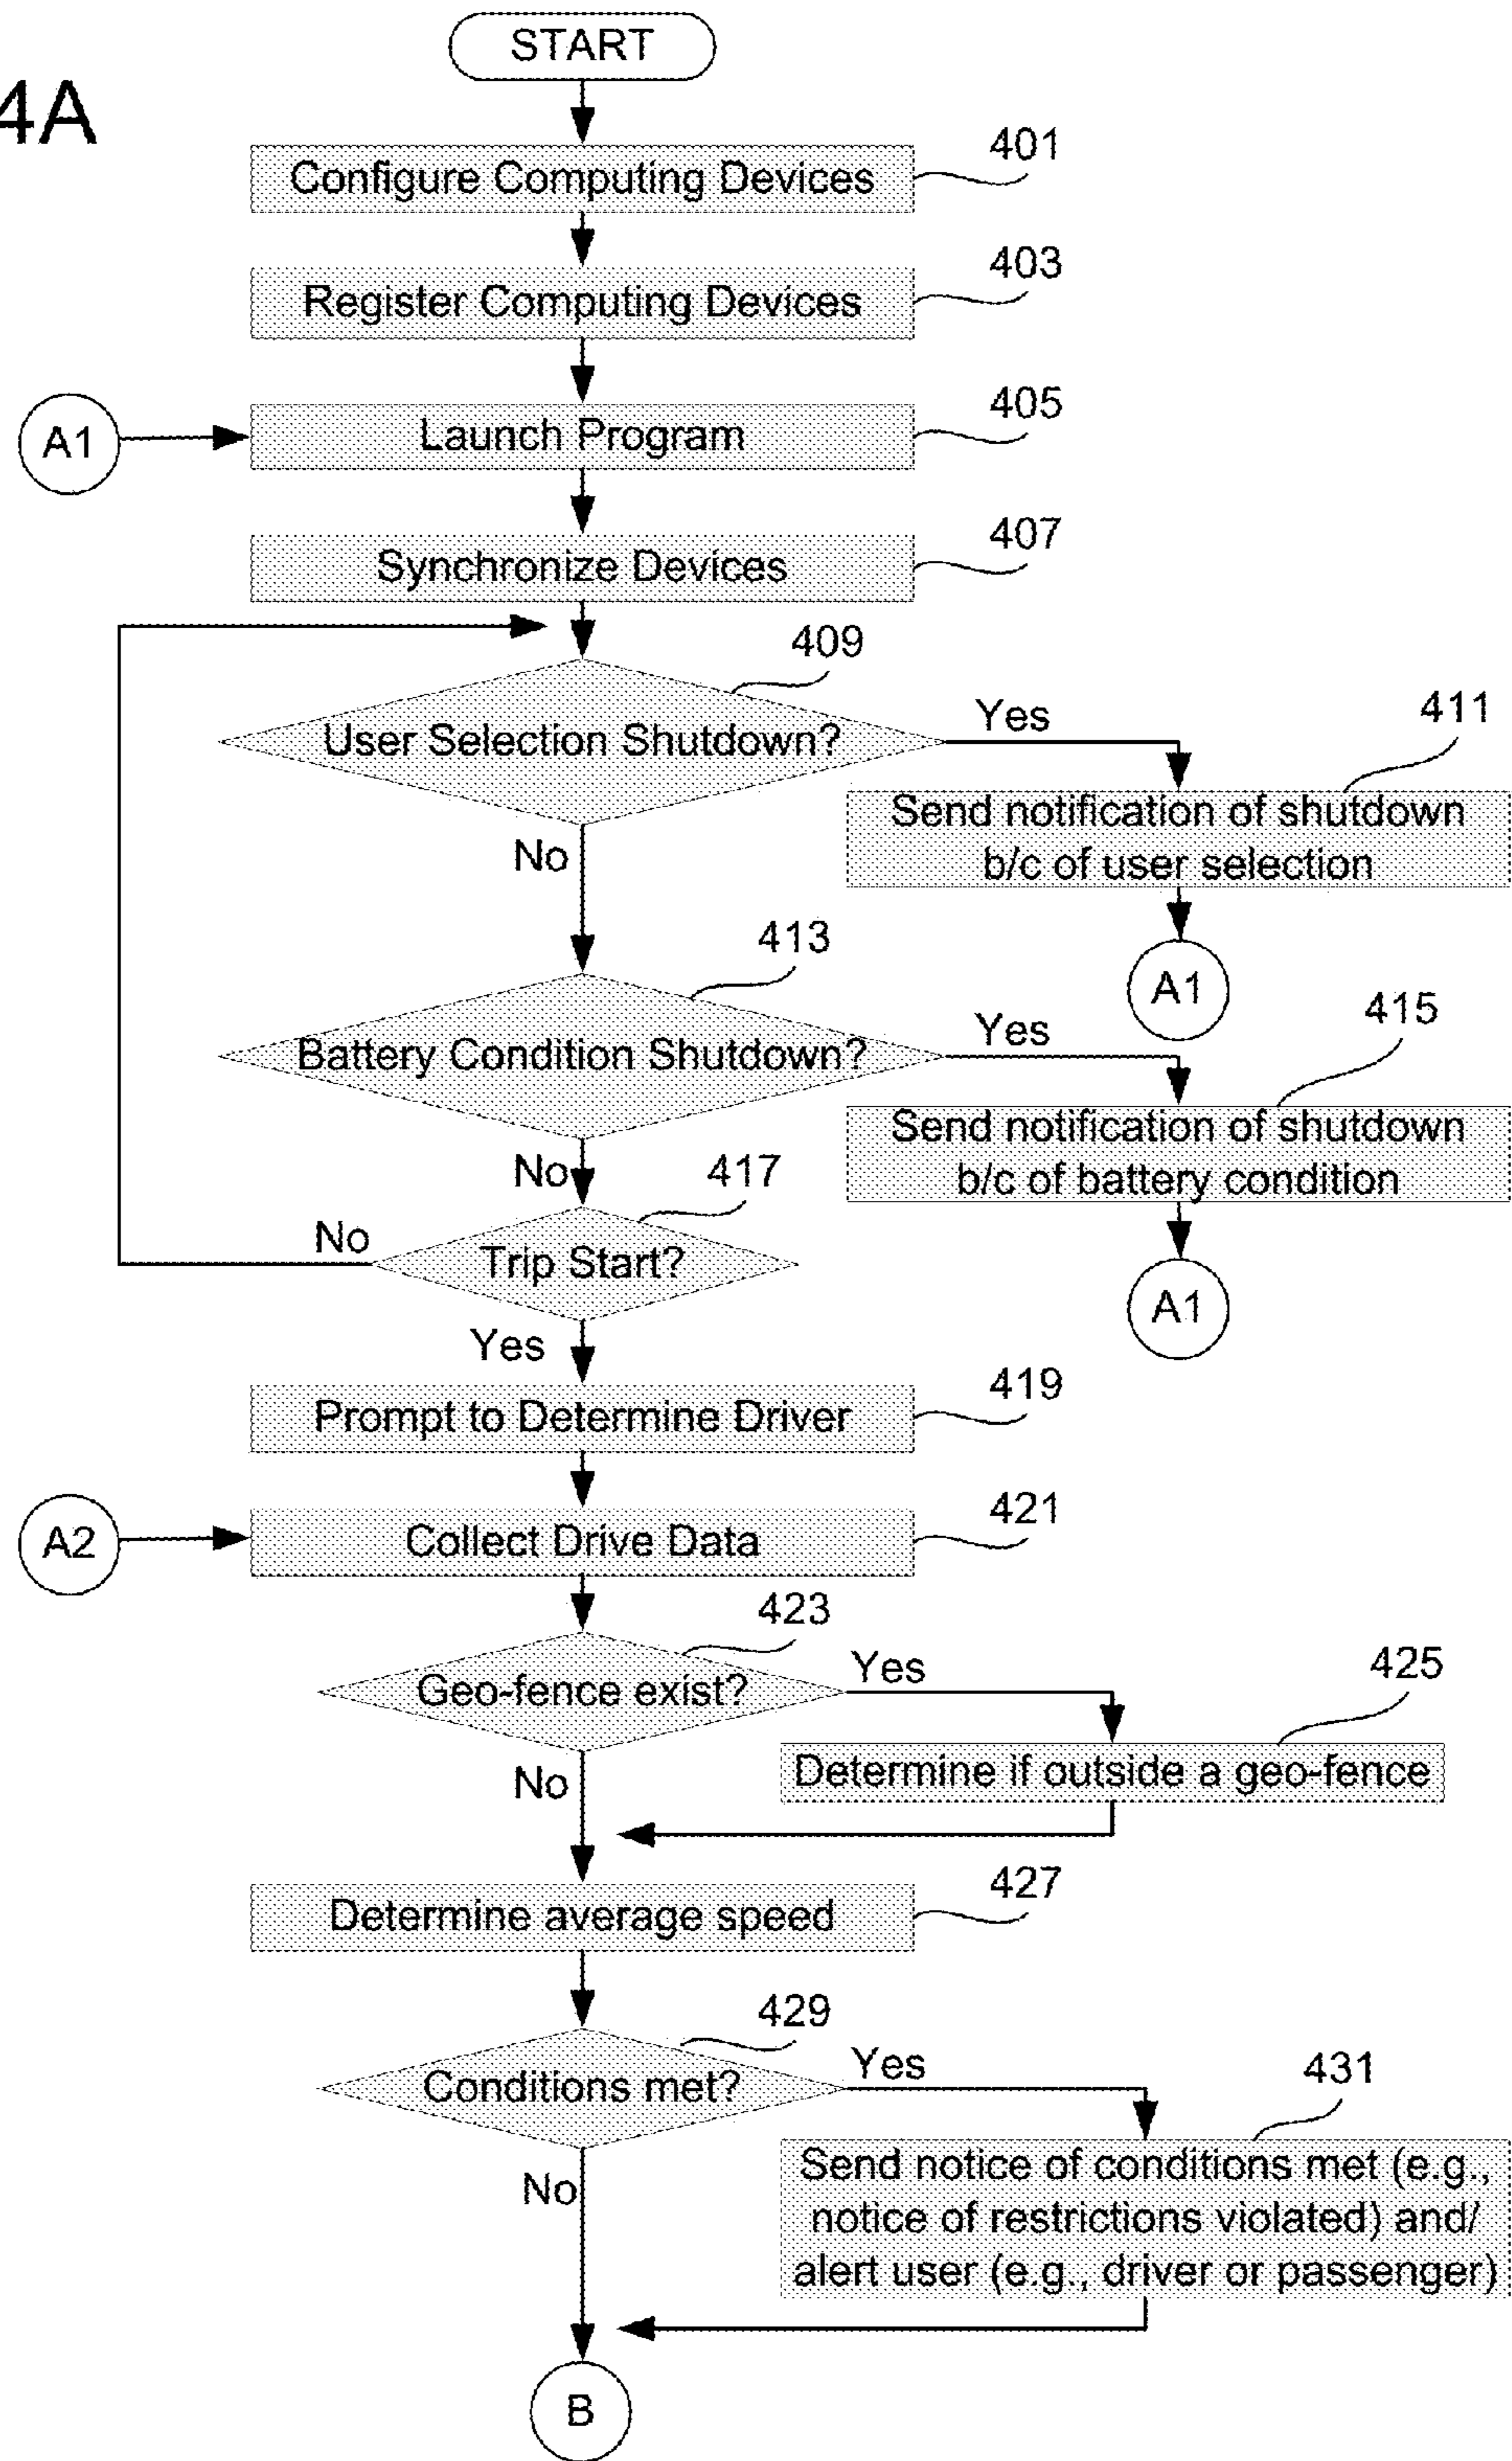 START
4A
Configure Computing Devices
401
Register Computing Devices
403
A1
Launch Program
405
Synchronize Devices
407
409
User Selection Shutdown?
Yes
411
Send notification of shutdown
b/c of user selection
No
A1
413
Battery Condition Shutdown?
Yes
415
Send notification of shutdown
b/c of battery condition
No
A1
417
Trip Start?
No
Yes
Prompt to Determine Driver
419
A2
Collect Drive Data
421
423
Geo-fence exist?
Yes
425
Determine if outside a geo-fence
No
Determine average speed
427
429
Conditions met?
Yes
431
Send notice of conditions met (e.g.,
notice of restrictions violated) and/
alert user (e.g., driver or passenger)
No
B